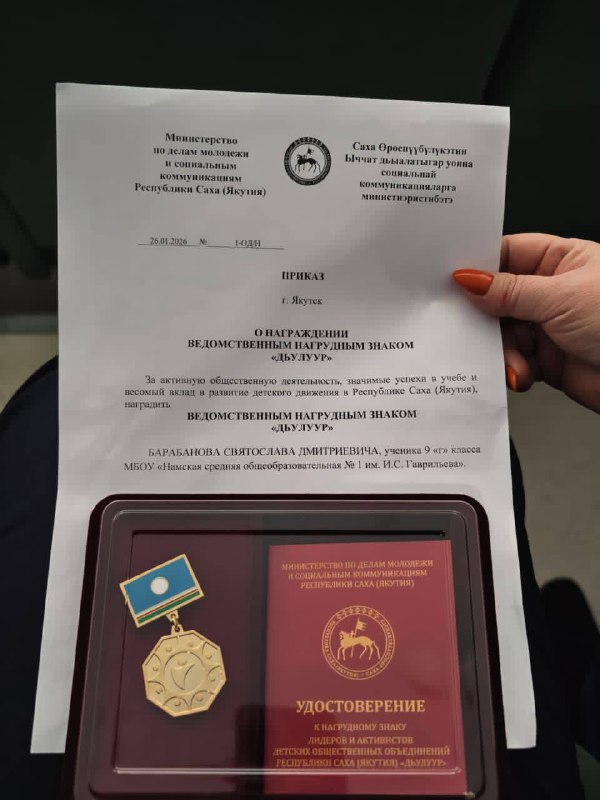 Министерство
по делам молодежи
и социальным
коммуникациям
Республики Саха (Якутия)
Саха Өрөспүүбүлүкэтин
Ыччат дьыалатыгар уонна
социальнай
коммуникацияларга
министиэристибэтэ
26.01.2026 № 1-ОД/Н
ПРИКАЗ
г. Якутск
О НАГРАЖДЕНИИ
ВЕДОМСТВЕННЫМ НАГРУДНЫМ ЗНАКОМ
«ДЬУЛУУР»
За активную общественную деятельность, значимые успехи в учебе и
весомый вклад в развитие детского движения в Республике Саха (Якутия),
наградить
ВЕДОМСТВЕННЫМ НАГРУДНЫМ ЗНАКОМ
«ДЬУЛУУР»
БАРАБАНОВА СВЯТОСЛАВА ДМИТРИЕВИЧА, ученика 9 «г» класса
МБОУ «Намская средняя общеобразовательная № 1 им. И.С. Гаврильева».
МИНИСТЕРСТВО ПО ДЕЛАМ МОЛОДЕЖИ
И СОЦИАЛЬНЫМ КОММУНИКАЦИЯМ
РЕСПУБЛИКИ САХА (ЯКУТИЯ)
УДОСТОВЕРЕНИЕ
К НАГРУДНОМУ ЗНАКУ
ЛИДЕРОВ И АКТИВИСТОВ
ДЕТСКИХ ОБЩЕСТВЕННЫХ ОБЪЕДИНЕНИЙ
РЕСПУБЛИКИ САХА (ЯКУТИЯ) «ДЬУЛУУР»